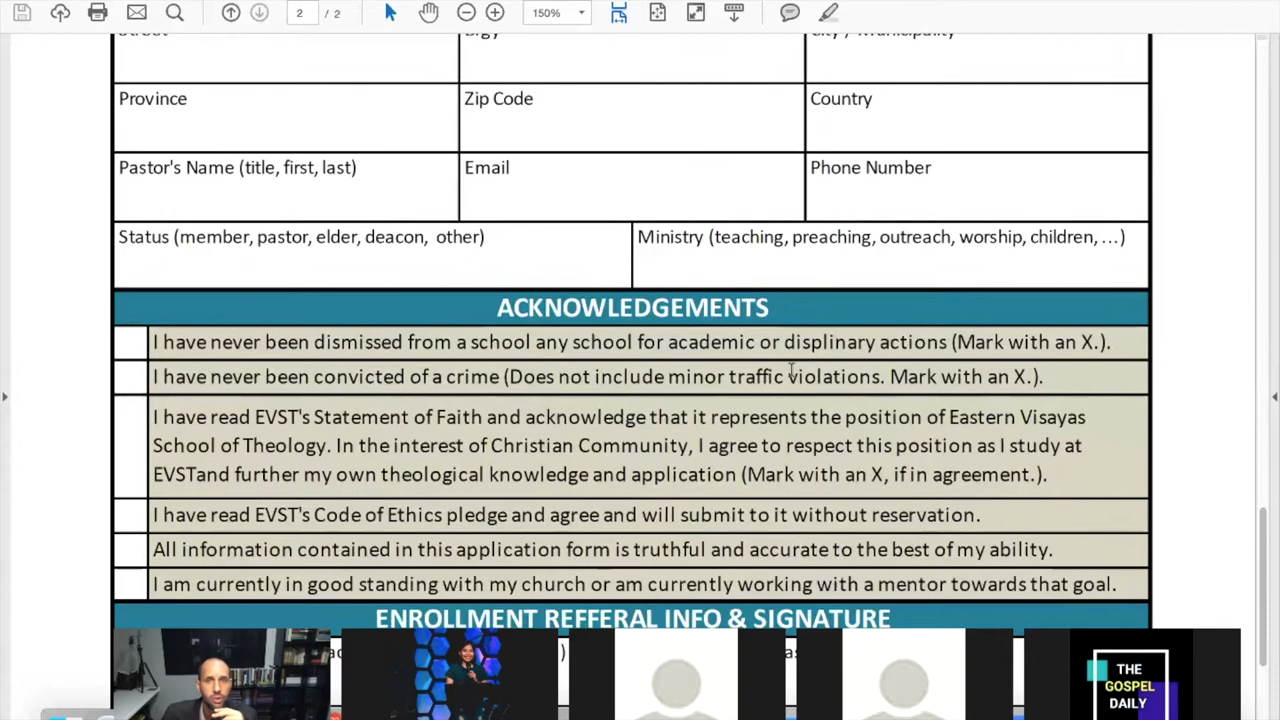 2 / 2 150%
Street Brgy City / Municipality
Province Zip Code Country
Pastor's Name (title, first, last) Email Phone Number
Status (member, pastor, elder, deacon, other) Ministry (teaching, preaching, outreach, worship, children, ...)
ACKNOWLEDGEMENTS
I have never been dismissed from a school any school for academic or displinary actions (Mark with an X.).
I have never been convicted of a crime (Does not include minor traffic violations. Mark with an X.).
I have read EVST's Statement of Faith and acknowledge that it represents the position of Eastern Visayas
School of Theology. In the interest of Christian Community, I agree to respect this position as I study at
EVSTand further my own theological knowledge and application (Mark with an X, if in agreement.).
I have read EVST's Code of Ethics pledge and agree and will submit to it without reservation.
All information contained in this application form is truthful and accurate to the best of my ability.
I am currently in good standing with my church or am currently working with a mentor towards that goal.
ENROLLMENT REFFERAL INFO & SIGNATURE
THE
GOSPEL
DAILY